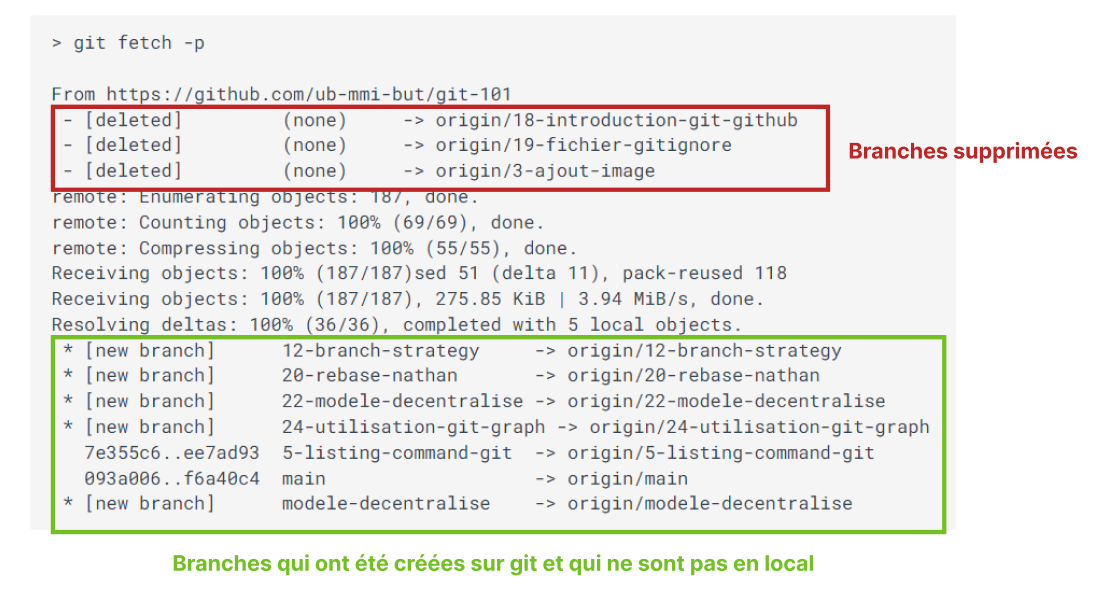 > git fetch -p
From https://github.com/ub-mmi-but/git-101
- [deleted] (none) -> origin/18-introduction-git-github
- [deleted] (none) -> origin/19-fichier-gitignore
- [deleted] (none) -> origin/3-ajout-image
Branches supprimées
remote: Enumerating objects: 187, done.
remote: Counting objects: 100% (69/69), done.
remote: Compressing objects: 100% (55/55), done.
Receiving objects: 100% (187/187)sed 51 (delta 11), pack-reused 118
Receiving objects: 100% (187/187), 275.85 KiB | 3.94 MiB/s, done.
Resolving deltas: 100% (36/36), completed with 5 local objects.
* [new branch] 12-branch-strategy -> origin/12-branch-strategy
* [new branch] 20-rebase-nathan -> origin/20-rebase-nathan
* [new branch] 22-modele-decentralise -> origin/22-modele-decentralise
* [new branch] 24-utilisation-git-graph -> origin/24-utilisation-git-graph
7e355c6..ee7ad93 5-listing-command-git -> origin/5-listing-command-git
093a006..f6a40c4 main -> origin/main
* [new branch] modele-decentralise -> origin/modele-decentralise
Branches qui ont été créées sur git et qui ne sont pas en local